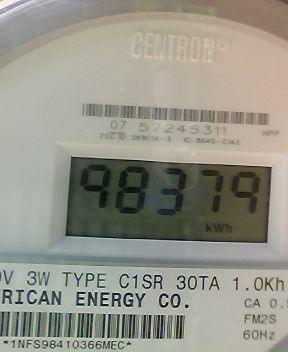 CENTRON®
07 57245311
HPP
98379
kWh
0V 3W TYPE C1SR 30TA 1.0Kh
RICAN ENERGY CO.
CA 0.5
FM2S
60Hz
*1NFS98410366MEC*